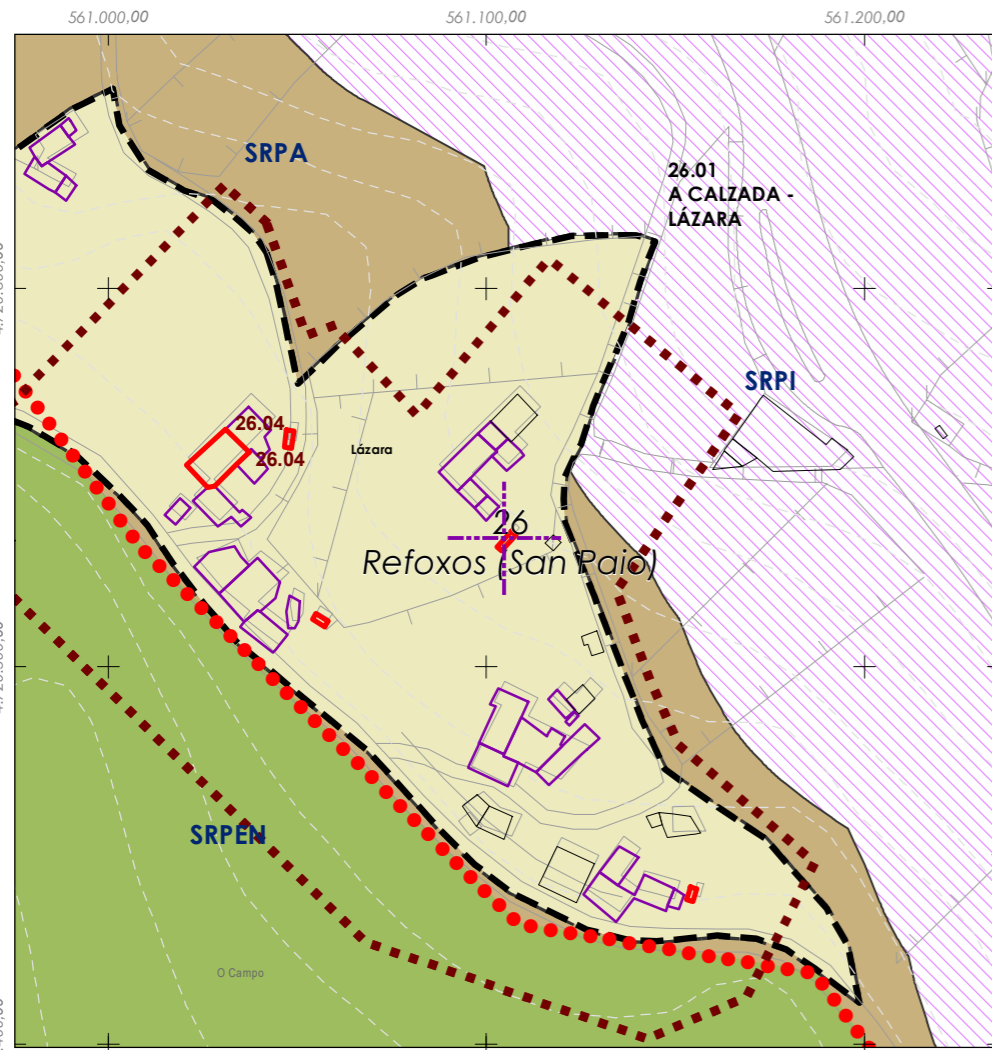 561.000,00
561.100,00
561.200,00
SRPA
26.01
A CALZADA -
LÁZARA
SRPI
26.04
26.04
Lázara
26
Refoxos (San Paio)
SRPEN
O Campo